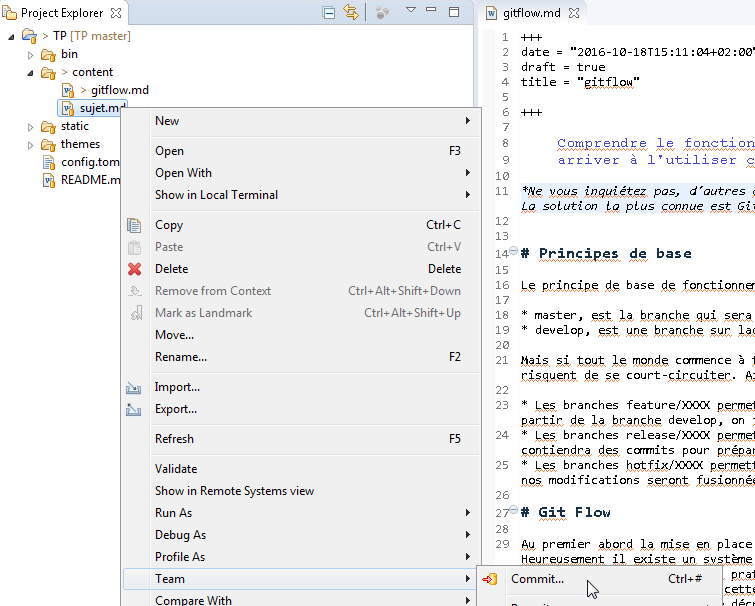 Project Explorer
> TP [TP master]
bin
> content
> gitflow.md
sujet.md
static
themes
config.tom
README.m
New
Open F3
Open With
Show in Local Terminal
Copy Ctrl+C
Paste Ctrl+V
Delete Delete
Remove from Context Ctrl+Alt+Shift+Down
Mark as Landmark Ctrl+Alt+Shift+Up
Move...
Rename... F2
Import...
Export...
Refresh F5
Validate
Show in Remote Systems view
Run As
Debug As
Profile As
Team
Compare With
Commit... Ctrl+#
gitflow.md
1 +++
2 date = "2016-10-18T15:11:04+02:00"
3 draft = true
4 title = "gitflow"
5
6 +++
7
8 Comprendre le fonction
9 arriver à l'utiliser c
10
11 *Ne vous inquiétez pas, d'autres
La solution la plus connue est Git
12
13
14 # Principes de base
15
16 Le principe de base de fonctionnem
17
18 * master, est la branche qui sera
19 * develop, est une branche sur laq
20
21 Mais si tout le monde commence à
risquent de se court-circuiter. A
22
23 * Les branches feature/XXXX permet
partir de la branche develop, on
24 * Les branches release/XXXX permet
contiendra des commits pour prépar
25 * Les branches hotfix/XXXX permett
nos modifications seront fusionnée
26
27 # Git Flow
28
29 Au premier abord la mise en place
Heureusement il existe un système
prat
cette